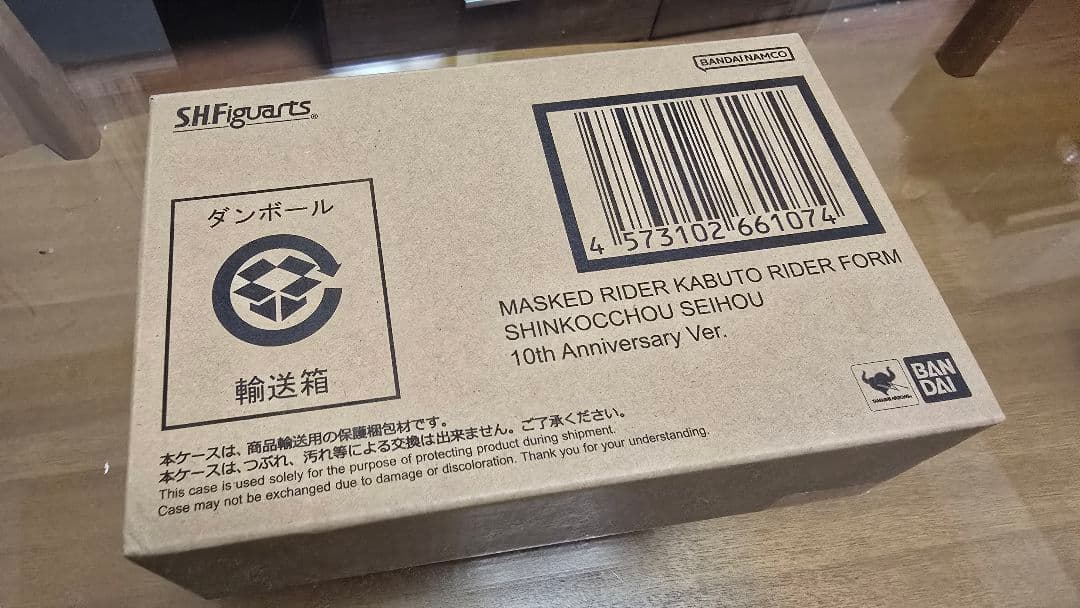 S.H.Figuarts®
BANDAI NAMCO
4 573102 661074
ダンボール
輸送箱
MASKED RIDER KABUTO RIDER FORM
SHINKOCCHOU SEIHOU
10th Anniversary Ver.
TAMASHII NATIONS
BAN
DAI
本ケースは、商品輸送用の保護梱包材です。
本ケースは、つぶれ、汚れ等による交換は出来ません。ご了承ください。
This case is used solely for the purpose of protecting product during shipment.
Case may not be exchanged due to damage or discoloration. Thank you for your understanding.